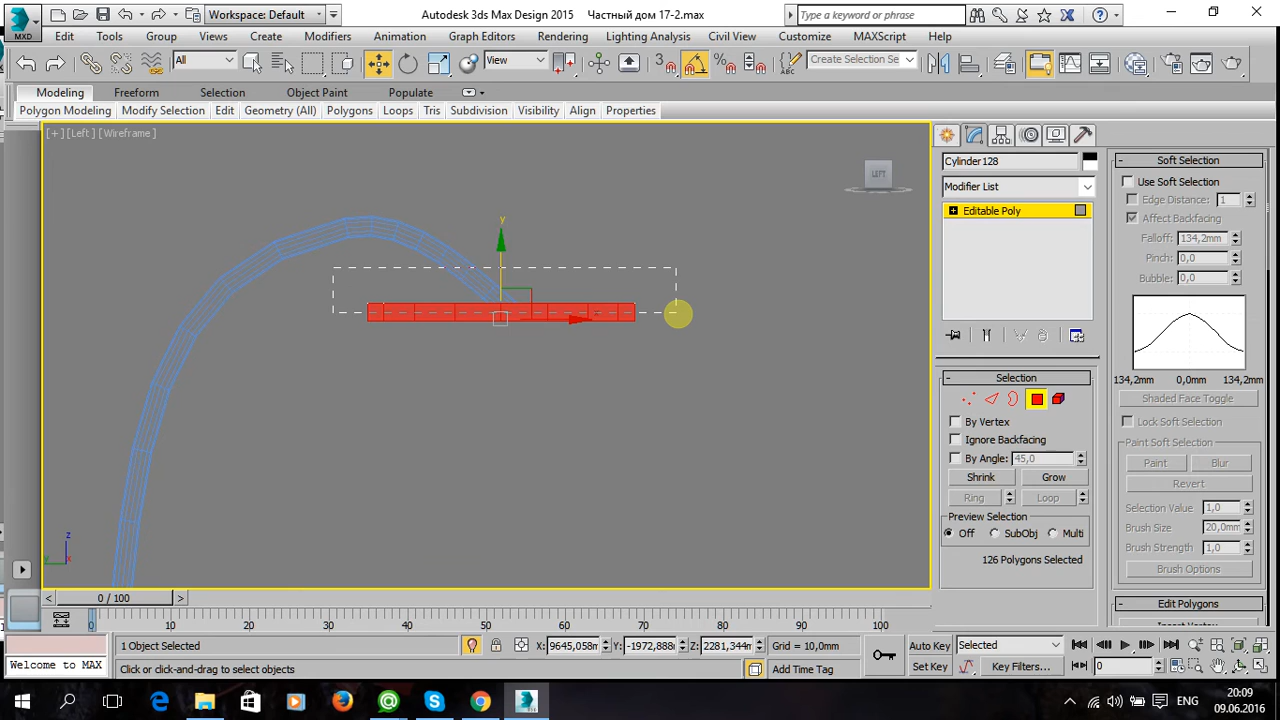 Workspace: Default
Autodesk 3ds Max Design 2015 Частный дом 17-2.max
Type a keyword or phrase
MXD
Edit Tools Group Views Create Modifiers Animation Graph Editors Rendering Lighting Analysis Civil View Customize MAXScript Help
All
View
3
Create Selection Se
Modeling Freeform Selection Object Paint Populate
Polygon Modeling Modify Selection Edit Geometry (All) Polygons Loops Tris Subdivision Visibility Align Properties
[+] [Left] [Wireframe]
LEFT
y
z
y
x
Cylinder128
Modifier List
Editable Poly
Selection
By Vertex
Ignore Backfacing
By Angle: 45,0
Shrink Grow
Ring Loop
Preview Selection
Off SubObj Multi
126 Polygons Selected
Soft Selection
Use Soft Selection
Edge Distance: 1
Affect Backfacing
Falloff: 134,2mm
Pinch: 0,0
Bubble: 0,0
134,2mm 0,0mm 134,2mm
Shaded Face Toggle
Lock Soft Selection
Paint Soft Selection
Paint Blur
Revert
Selection Value 1,0
Brush Size 20,0mm
Brush Strength 1,0
Brush Options
Edit Polygons
Insert Vertex
0 / 100
0 10 20 30 40 50 60 70 80 90 100
1 Object Selected
X: 9645,058m Y: -1972,888m Z: 2281,344m Grid = 10,0mm
Auto Key Selected
Welcome to MAX
Click or click-and-drag to select objects
Add Time Tag
Set Key Key Filters... 0
ENG
20:09
09.06.2016